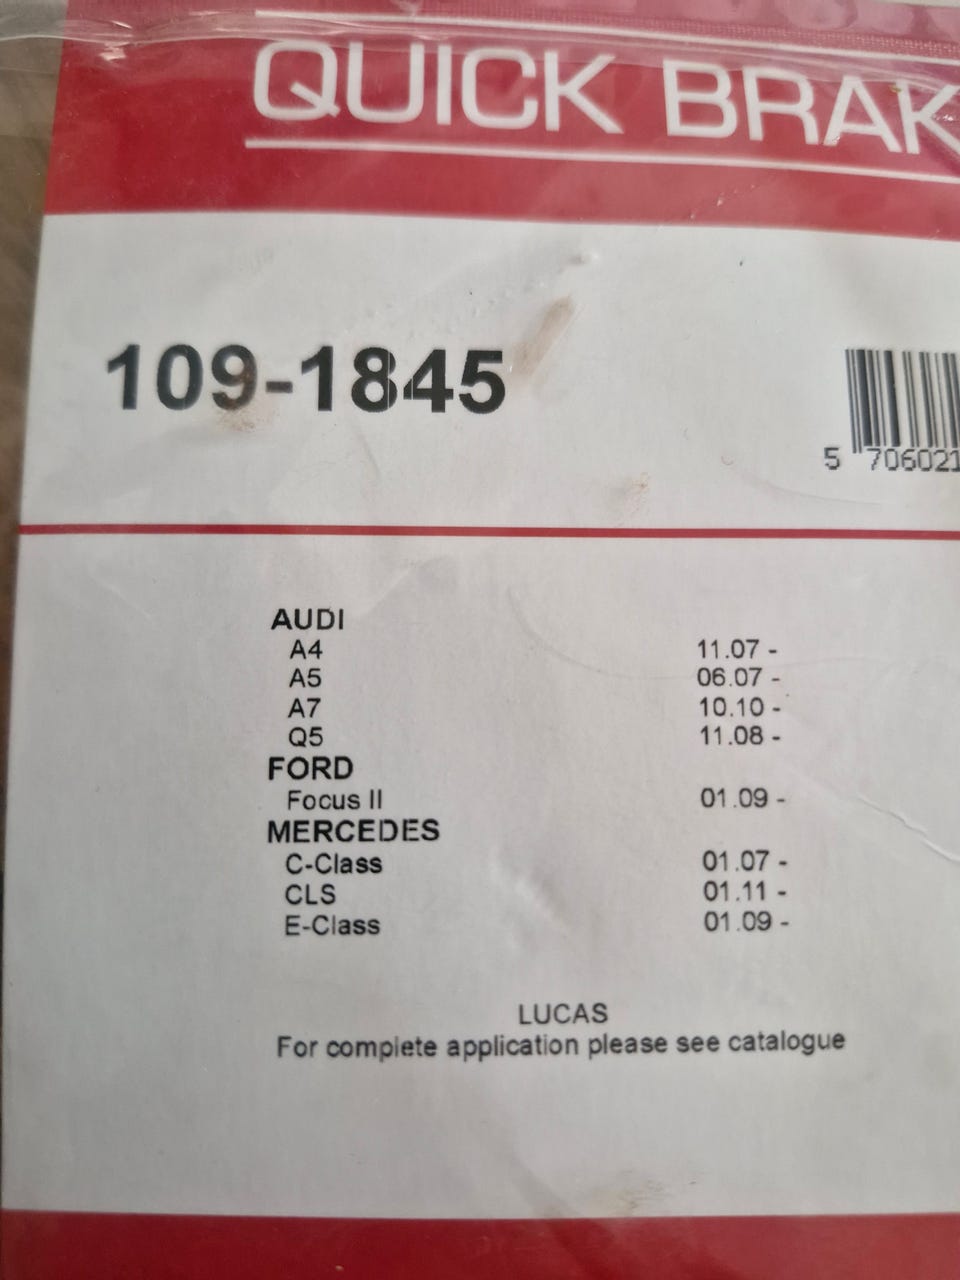 QUICK BRAK
109-1845
5 706021
AUDI
A4 11.07 -
A5 06.07 -
A7 10.10 -
Q5 11.08 -
FORD
Focus II 01.09 -
MERCEDES
C-Class 01.07 -
CLS 01.11 -
E-Class 01.09 -
LUCAS
For complete application please see catalogue